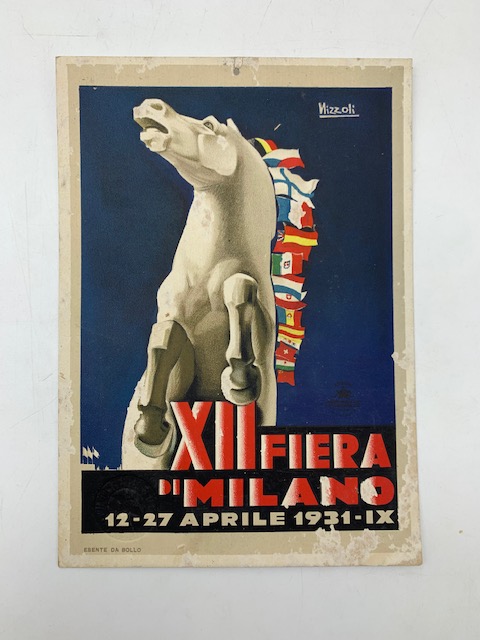 Nizzoli
XII FIERA
DI MILANO
12-27 APRILE 1931-IX
ESENTE DA BOLLO